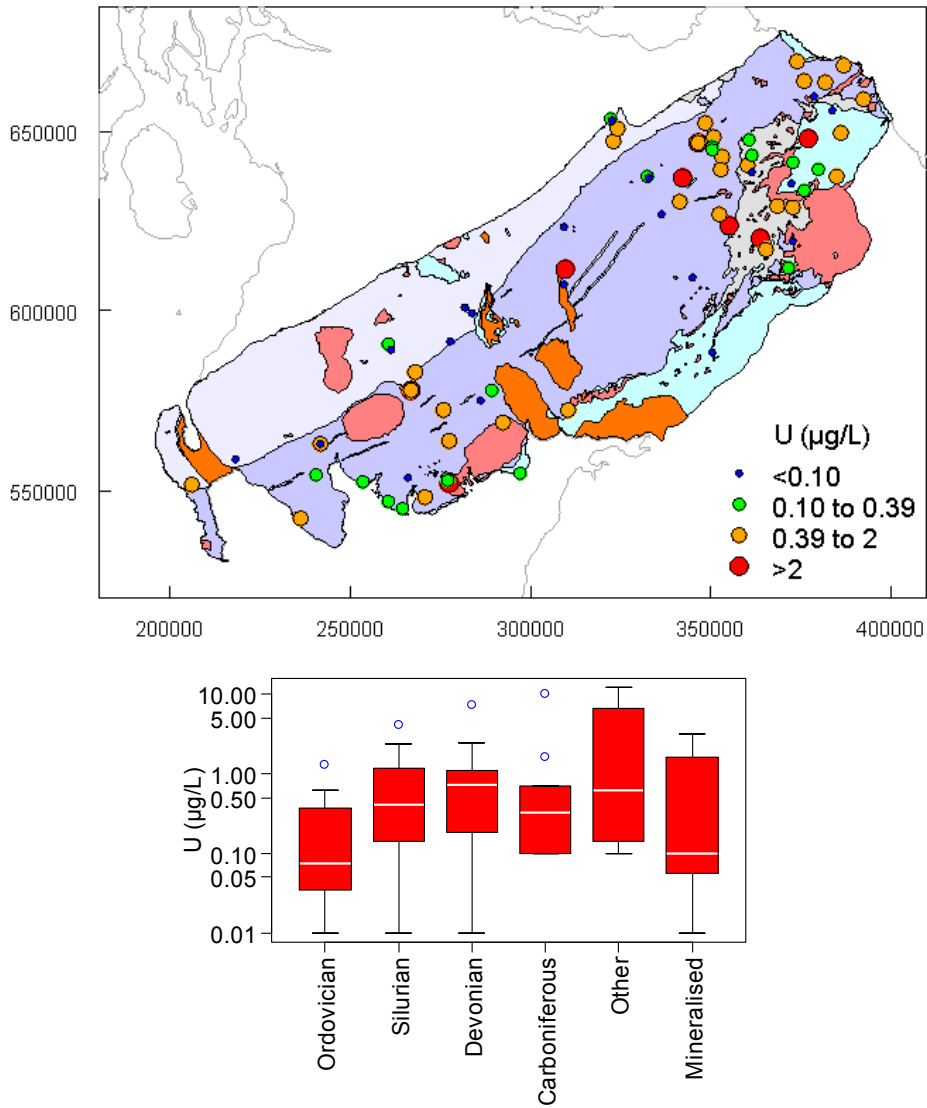 650000
600000
550000
U (µg/L)
<0.10
0.10 to 0.39
0.39 to 2
>2
200000 250000 300000 350000 400000
10.00
5.00
1.00
0.50
0.10
0.05
0.01
U (µg/L)
Ordovician
Silurian
Devonian
Carboniferous
Other
Mineralised